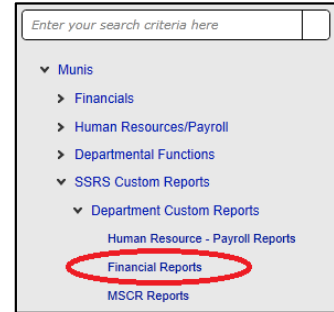 Enter your search criteria here
Munis
Financials
Human Resources/Payroll
Departmental Functions
SSRS Custom Reports
Department Custom Reports
Human Resource - Payroll Reports
Financial Reports
MSCR Reports